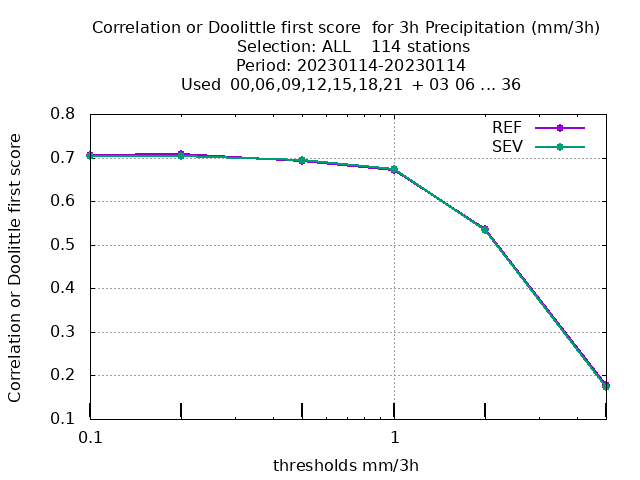 Correlation or Doolittle first score  for 3h Precipitation (mm/3h)
Selection: ALL    114 stations
Period: 20230114-20230114
Used  00,06,09,12,15,18,21  + 03 06 ... 36
REF
SEV
0.8
0.7
0.6
0.5
0.4
0.3
0.2
0.1
Correlation or Doolittle first score
0.1
1
thresholds mm/3h